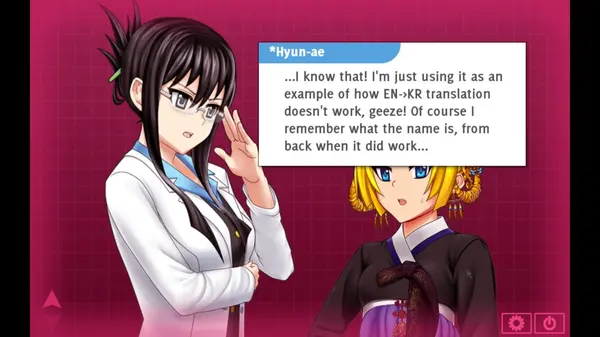 *Hyun-ae
...I know that! I'm just using it as an
example of how EN->KR translation
doesn't work, geeze! Of course I
remember what the name is, from
back when it did work...